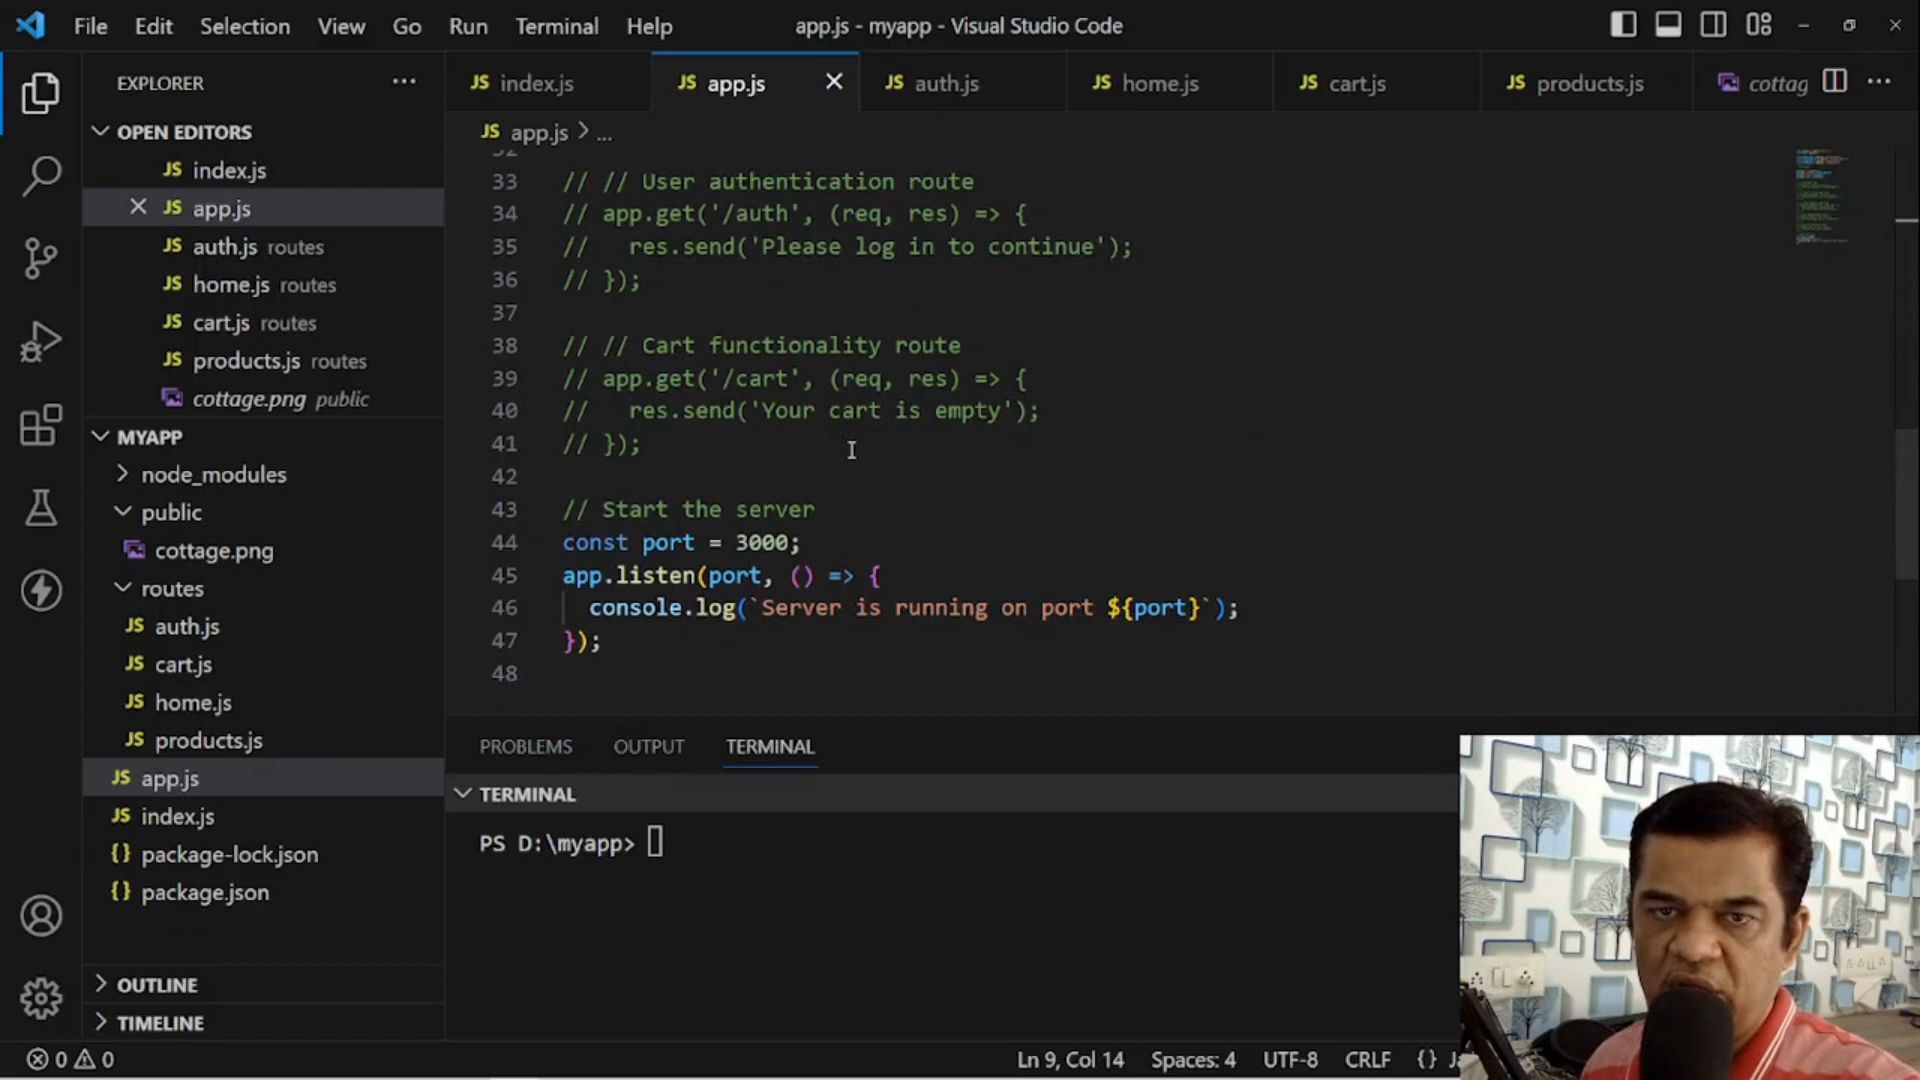 File Edit Selection View Go Run Terminal Help app.js - myapp - Visual Studio Code
EXPLORER
OPEN EDITORS
JS index.js
JS app.js
JS auth.js routes
JS home.js routes
JS cart.js routes
JS products.js routes
cottage.png public
MYAPP
node_modules
public
cottage.png
routes
JS auth.js
JS cart.js
JS home.js
JS products.js
JS app.js
JS index.js
{} package-lock.json
{} package.json
OUTLINE
TIMELINE
JS index.js JS app.js JS auth.js JS home.js JS cart.js JS products.js cottag
JS app.js > ...
32
33 // // User authentication route
34 // app.get('/auth', (req, res) => {
35 //   res.send('Please log in to continue');
36 // });
37
38 // // Cart functionality route
39 // app.get('/cart', (req, res) => {
40 //   res.send('Your cart is empty');
41 // });
42
43 // Start the server
44 const port = 3000;
45 app.listen(port, () => {
46   console.log(`Server is running on port ${port}`);
47 });
48
PROBLEMS OUTPUT TERMINAL
TERMINAL
PS D:\myapp>
0 0 Ln 9, Col 14 Spaces: 4 UTF-8 CRLF {}